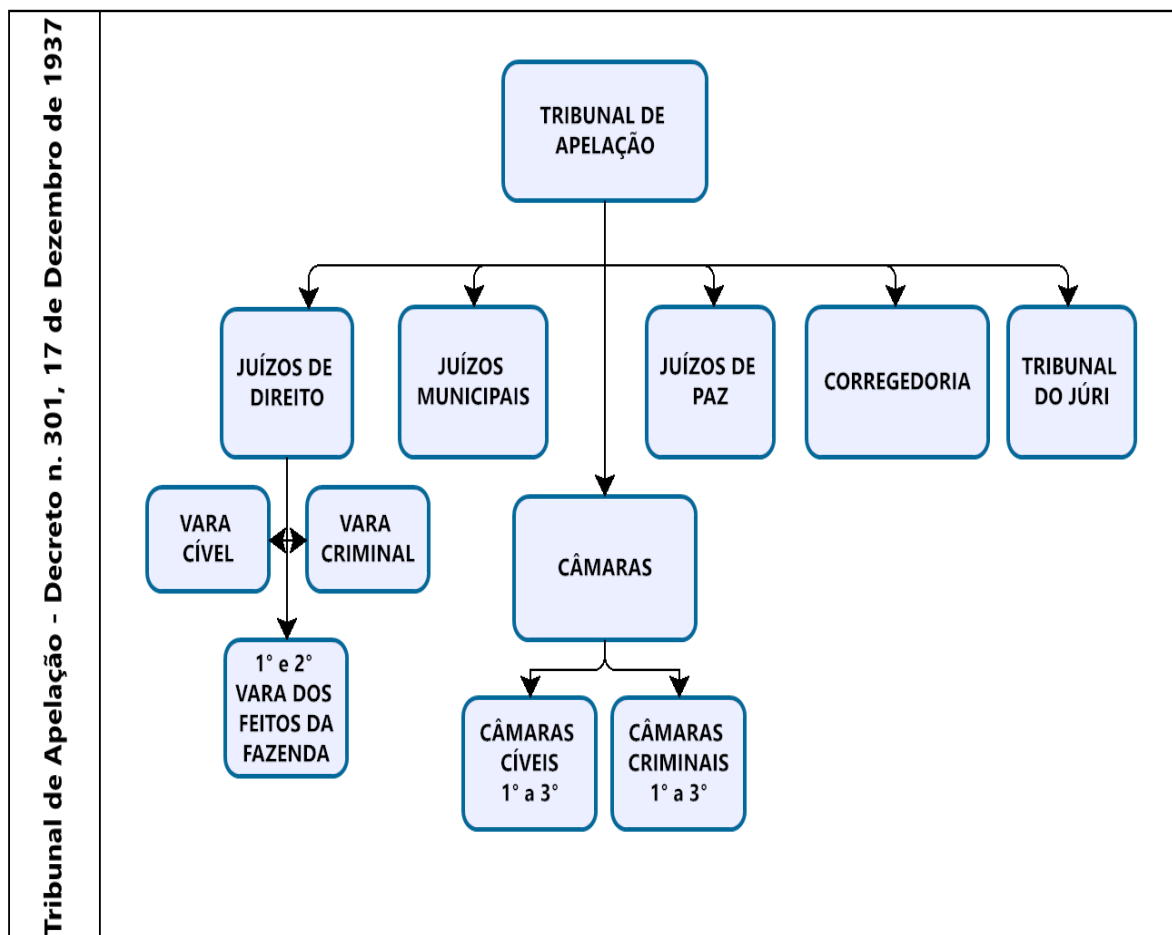 Tribunal de Apelação - Decreto n. 301, 17 de Dezembro de 1937
TRIBUNAL DE
APELAÇÃO
JUÍZOS DE
DIREITO
JUÍZOS
MUNICIPAIS
JUÍZOS DE
PAZ
CORREGEDORIA
TRIBUNAL
DO JÚRI
VARA
CÍVEL
VARA
CRIMINAL
CÂMARAS
1° e 2°
VARA DOS
FEITOS DA
FAZENDA
CÂMARAS
CÍVEIS
1° a 3°
CÂMARAS
CRIMINAIS
1° a 3°